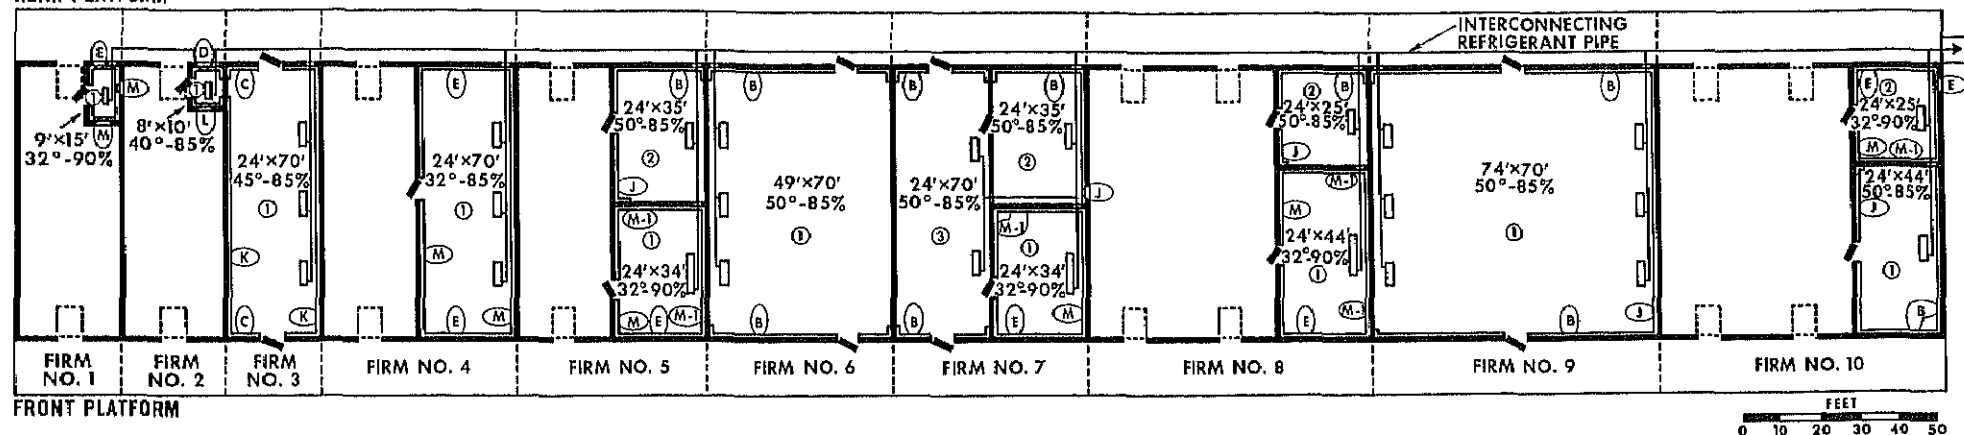 INTERCONNECTING
REFRIGERANT PIPE
E
1
M
M
9'×15'
32°-90%
D
1
L
8'×10'
40°-85%
C
24'×70'
45°-85%
1
K
K
C
E
24'×70'
32°-85%
1
M
E
M
B
24'×35'
50°-85%
2
J
M-1
1
24'×34'
32°-90%
M
E
M-1
B
49'×70'
50°-85%
1
B
B
24'×70'
50°-85%
3
B
B
24'×35'
50°-85%
2
J
M-1
1
24'×34'
32°-90%
E
M
2
B
24'×25'
50°-85%
J
M-1
M
24'×44'
32°-90%
1
E
M-1
B
B
74'×70'
50°-85%
1
B
J
E
2
24'×25'
32°-90%
M
M-1
E
24'×44'
50°-85%
J
1
B
FIRM
NO. 1
FIRM
NO. 2
FIRM
NO. 3
FIRM NO. 4
FIRM NO. 5
FIRM NO. 6
FIRM NO. 7
FIRM NO. 8
FIRM NO. 9
FIRM NO. 10
FRONT PLATFORM
FEET
0 10 20 30 40 50